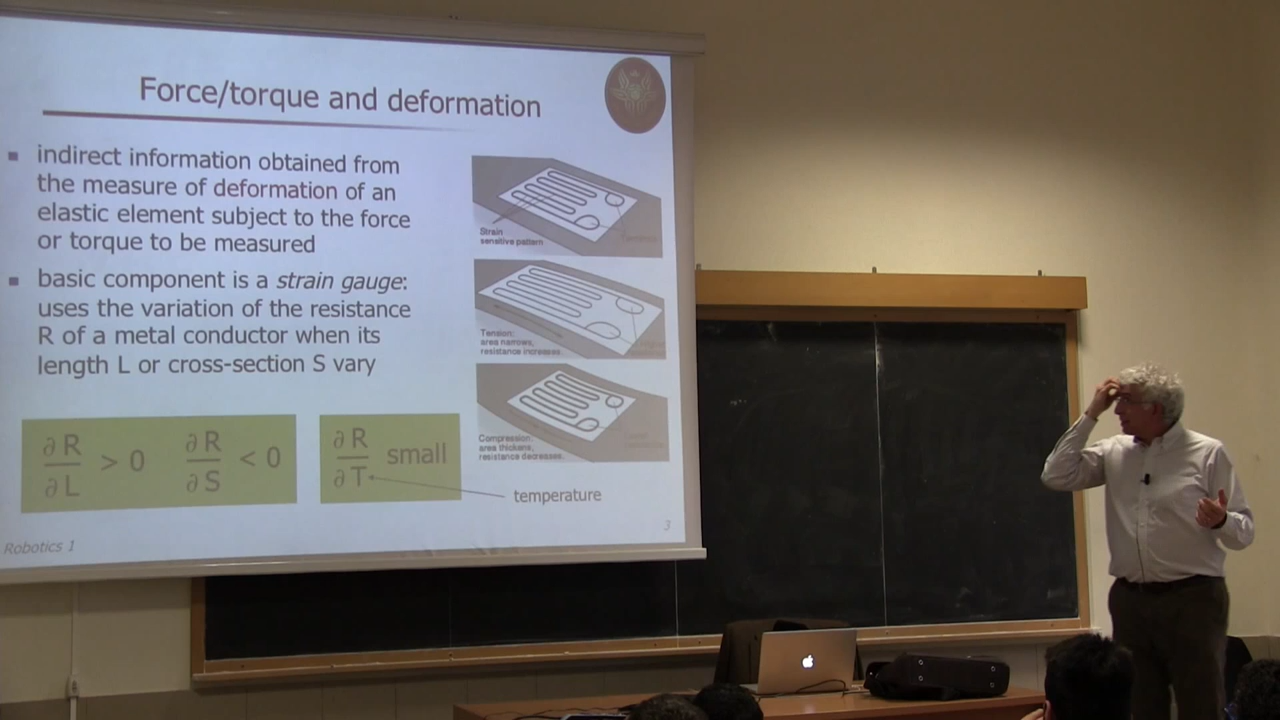 Force/torque and deformation
▪ indirect information obtained from
the measure of deformation of an
elastic element subject to the force
or torque to be measured
▪ basic component is a strain gauge:
uses the variation of the resistance
R of a metal conductor when its
length L or cross-section S vary
∂R/∂L > 0 ∂R/∂S < 0
∂R/∂T small
temperature
Strain
sensitive pattern
Tension:
area narrows,
resistance increases.
Compression:
area thickens,
resistance decreases.
Robotics 1
3